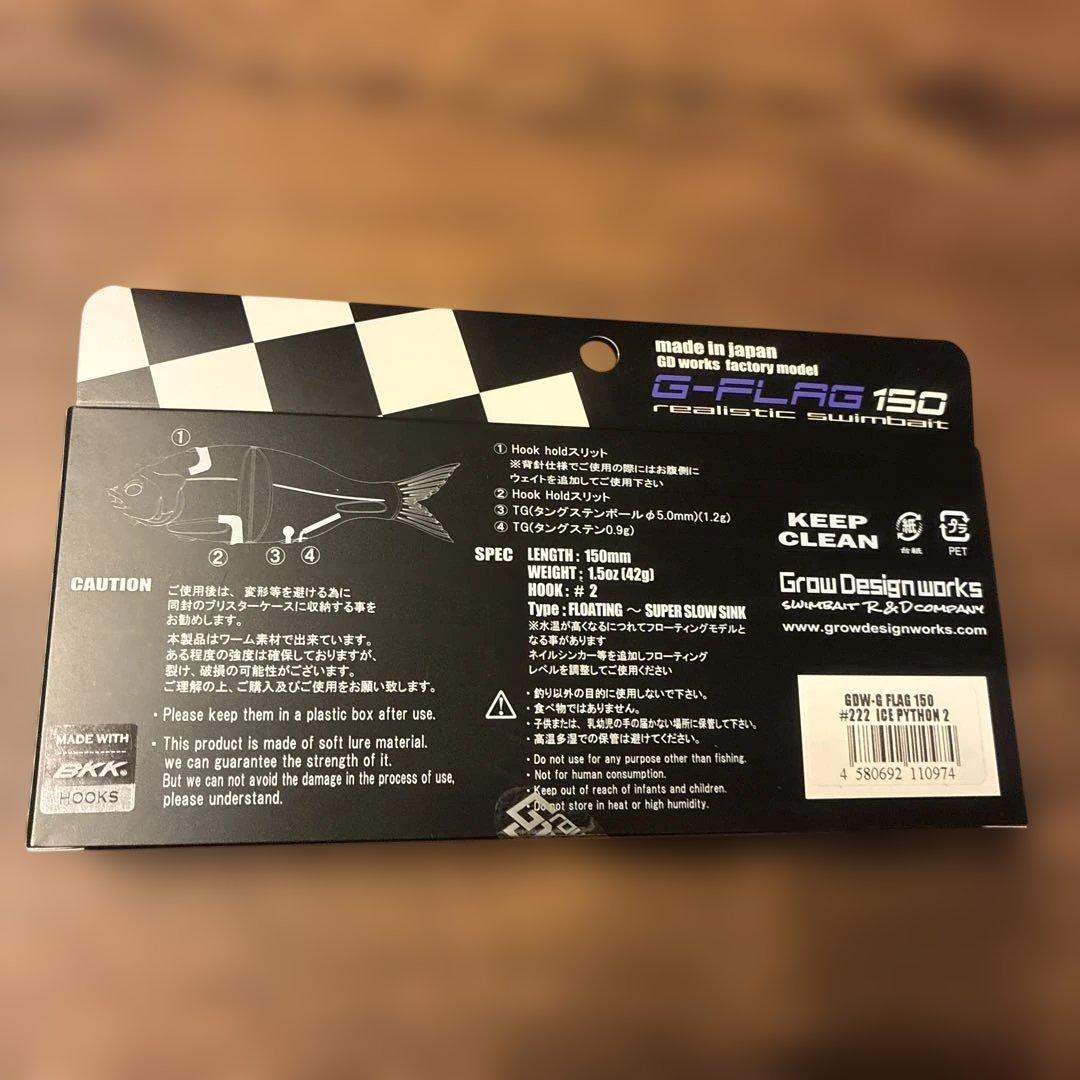 made in japan
GD works factory model
G-FLAG 150
realistic swimbait
①
② ③ ④
① Hook holdスリット
※背針仕様でご使用の際にはお腹側に
ウェイトを追加してご使用下さい
② Hook Holdスリット
③ TG(タングステンボールφ5.0mm)(1.2g)
④ TG(タングステン0.9g)
SPEC
LENGTH : 150mm
WEIGHT : 1.5oz (42g)
HOOK : # 2
Type : FLOATING ～ SUPER SLOW SINK
※水温が高くなるにつれてフローティングモデルと
なる事があります
ネイルシンカー等を追加しフローティング
レベルを調整してご使用ください
KEEP
CLEAN
紙
台紙
プラ
PET
Grow Design works
SWIMBAIT R&D COMPANY
www.growdesignworks.com
CAUTION
ご使用後は、変形等を避ける為に
同封のブリスターケースに収納する事を
お勧めします。
本製品はワーム素材で出来ています。
ある程度の強度は確保しておりますが、
裂け、破損の可能性がございます。
ご理解の上、ご購入及びご使用をお願い致します。
・Please keep them in a plastic box after use.
・This product is made of soft lure material.
we can guarantee the strength of it.
But we can not avoid the damage in the process of use,
please understand.
MADE WITH
BKK®
HOOKS
・釣り以外の目的に使用しないで下さい。
・食べ物ではありません。
・子供または、乳幼児の手の届かない場所に保管して下さい。
・高温多湿での保管は避けてください。
・Do not use for any purpose other than fishing.
・Not for human consumption.
・Keep out of reach of infants and children.
・Do not store in heat or high humidity.
GDW-G FLAG 150
#222 ICE PYTHON 2
4 580692 110974